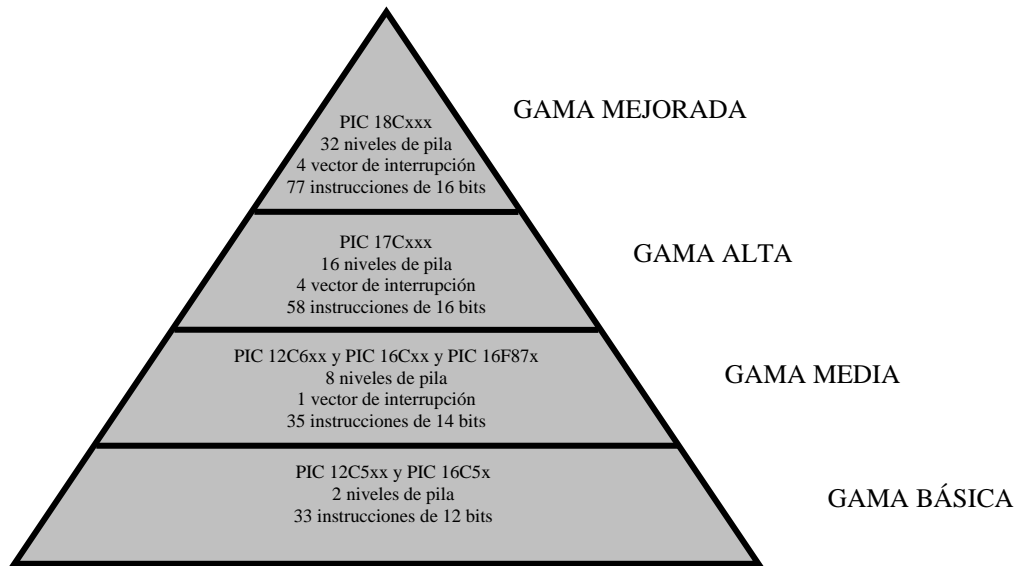 GAMA MEJORADA
PIC 18Cxxx
32 niveles de pila
4 vector de interrupción
77 instrucciones de 16 bits
GAMA ALTA
PIC 17Cxxx
16 niveles de pila
4 vector de interrupción
58 instrucciones de 16 bits
GAMA MEDIA
PIC 12C6xx y PIC 16Cxx y PIC 16F87x
8 niveles de pila
1 vector de interrupción
35 instrucciones de 14 bits
GAMA BÁSICA
PIC 12C5xx y PIC 16C5x
2 niveles de pila
33 instrucciones de 12 bits